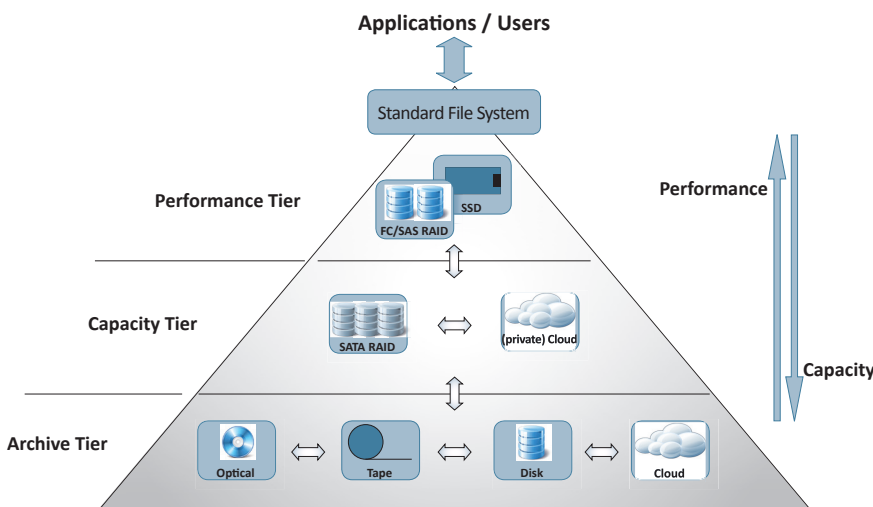 Applications / Users
Standard File System
Performance Tier
SSD
FC/SAS RAID
Performance
Capacity Tier
SATA RAID
(private) Cloud
Capacity
Archive Tier
Optical
Tape
Disk
Cloud